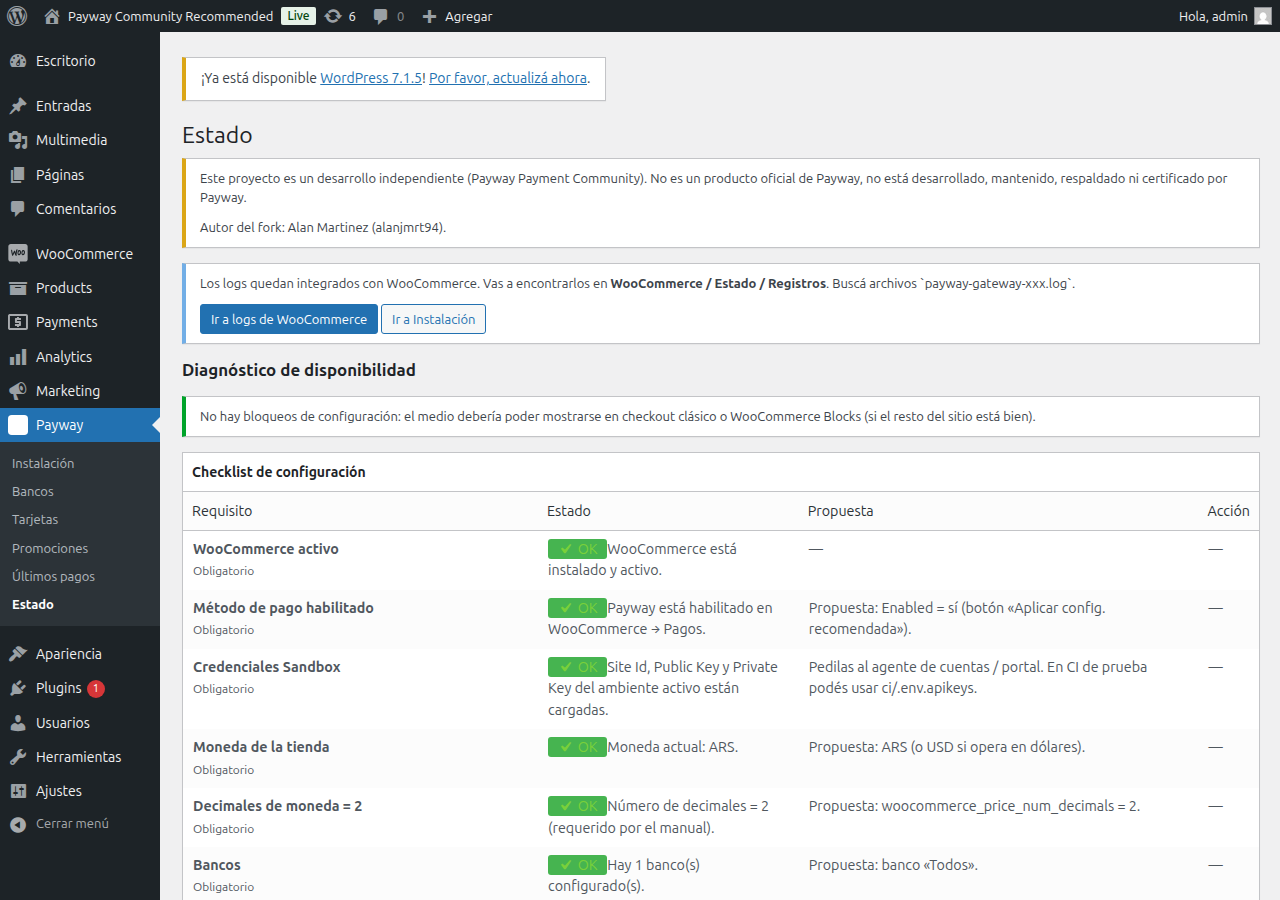 Payway Community Recommended Live 6 0 Agregar Hola, admin
Escritorio
Entradas
Multimedia
Páginas
Comentarios
WooCommerce
Products
Payments
Analytics
Marketing
Payway
Instalación
Bancos
Tarjetas
Promociones
Últimos pagos
Estado
Apariencia
Plugins 1
Usuarios
Herramientas
Ajustes
Cerrar menú
¡Ya está disponible WordPress 7.1.5! Por favor, actualizá ahora.
Estado
Este proyecto es un desarrollo independiente (Payway Payment Community). No es un producto oficial de Payway, no está desarrollado, mantenido, respaldado ni certificado por
Payway.
Autor del fork: Alan Martinez (alanjmrt94).
Los logs quedan integrados con WooCommerce. Vas a encontrarlos en WooCommerce / Estado / Registros. Buscá archivos `payway-gateway-xxx.log`.
Ir a logs de WooCommerce Ir a Instalación
Diagnóstico de disponibilidad
No hay bloqueos de configuración: el medio debería poder mostrarse en checkout clásico o WooCommerce Blocks (si el resto del sitio está bien).
Checklist de configuración
Requisito Estado Propuesta Acción
WooCommerce activo
Obligatorio
✔ OK WooCommerce está
instalado y activo.
—
—
Método de pago habilitado
Obligatorio
✔ OK Payway está habilitado en
WooCommerce → Pagos.
Propuesta: Enabled = sí (botón «Aplicar config.
recomendada»).
—
Credenciales Sandbox
Obligatorio
✔ OK Site Id, Public Key y Private
Key del ambiente activo están
cargadas.
Pedilas al agente de cuentas / portal. En CI de prueba
podés usar ci/.env.apikeys.
—
Moneda de la tienda
Obligatorio
✔ OK Moneda actual: ARS.
Propuesta: ARS (o USD si opera en dólares).
—
Decimales de moneda = 2
Obligatorio
✔ OK Número de decimales = 2
(requerido por el manual).
Propuesta: woocommerce_price_num_decimals = 2.
—
Bancos
Obligatorio
✔ OK Hay 1 banco(s)
configurado(s).
Propuesta: banco «Todos».
—